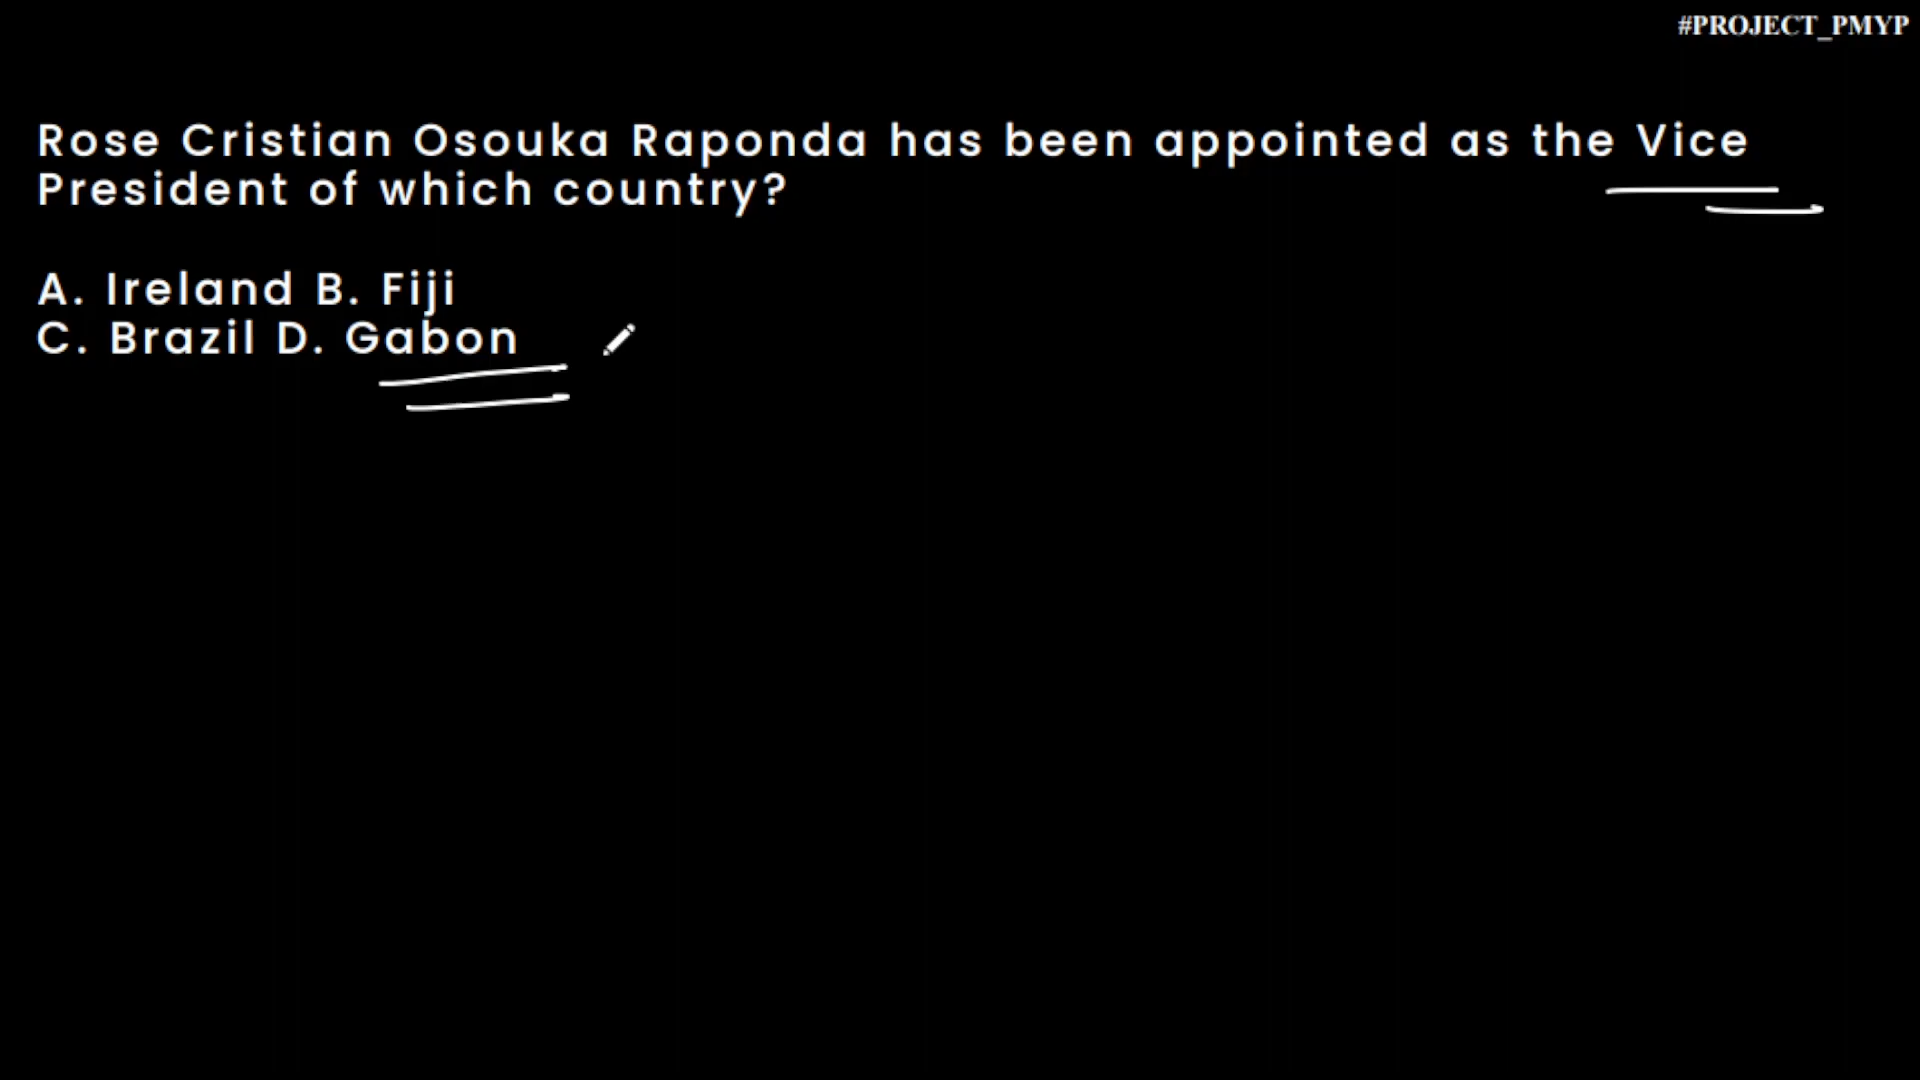 #PROJECT_PMYP
Rose Cristian Osouka Raponda has been appointed as the Vice
President of which country?
A. Ireland B. Fiji
C. Brazil D. Gabon